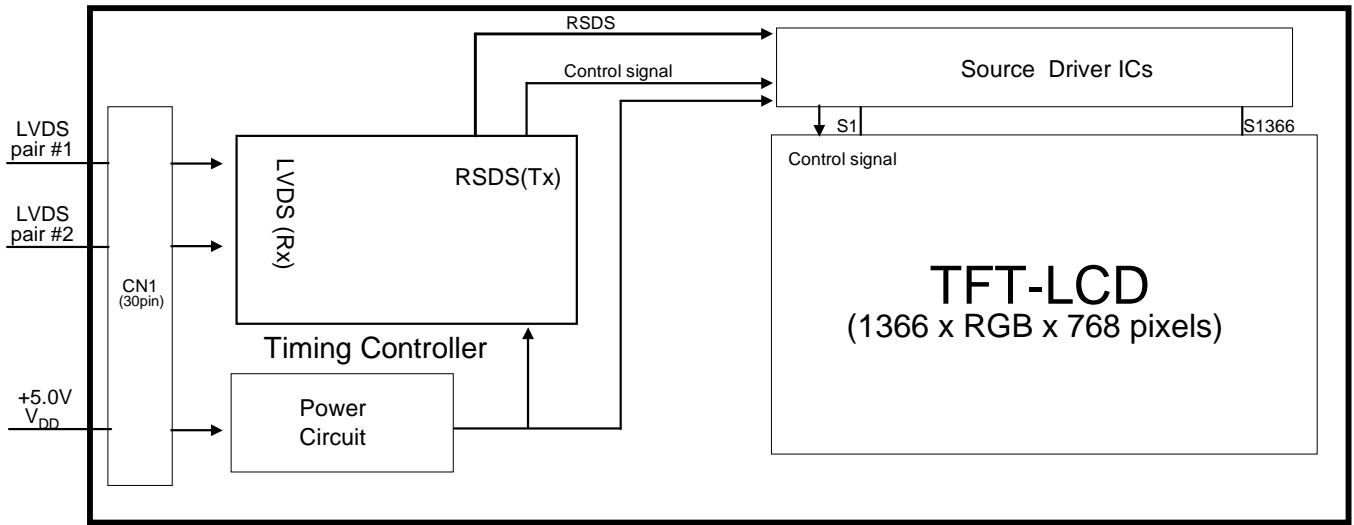 RSDS
Control signal
Source Driver ICs
S1
S1366
Control signal
LVDS
pair #1
LVDS
pair #2
CN1
(30pin)
LVDS (Rx)
RSDS(Tx)
Timing Controller
TFT-LCD
(1366 x RGB x 768 pixels)
+5.0V
VDD
Power
Circuit